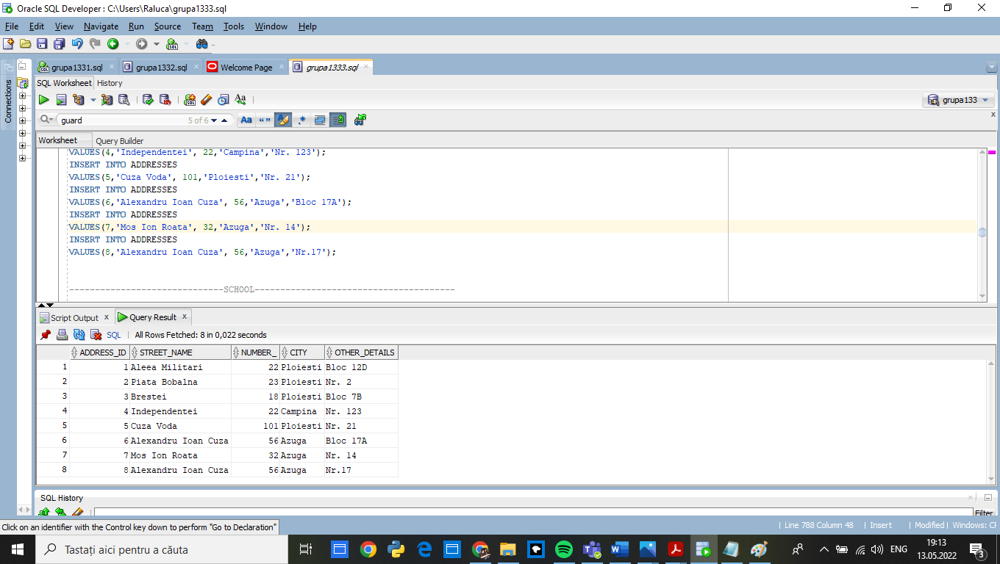 Oracle SQL Developer : C:\Users\Raluca\grupa1333.sql
File Edit View Navigate Run Source Team Tools Window Help
grupa1331.sql grupa1332.sql Welcome Page grupa1333.sql
Connections
SQL Worksheet History
grupa133
guard 5 of 6 Aa “ ” .*
Worksheet Query Builder
VALUES(4,'Independentei', 22,'Campina','Nr. 123');
INSERT INTO ADDRESSES
VALUES(5,'Cuza Voda', 101,'Ploiesti','Nr. 21');
INSERT INTO ADDRESSES
VALUES(6,'Alexandru Ioan Cuza', 56,'Azuga','Bloc 17A');
INSERT INTO ADDRESSES
VALUES(7,'Mos Ion Roata', 32,'Azuga','Nr. 14');
INSERT INTO ADDRESSES
VALUES(8,'Alexandru Ioan Cuza', 56,'Azuga','Nr.17');
------------------------------SCHOOL---------------------------------------
Script Output x Query Result x
SQL | All Rows Fetched: 8 in 0,022 seconds
ADDRESS_ID STREET_NAME NUMBER_ CITY OTHER_DETAILS
1 1 Aleea Militari 22 Ploiesti Bloc 12D
2 2 Piata Bobalna 23 Ploiesti Nr. 2
3 3 Brestei 18 Ploiesti Bloc 7B
4 4 Independentei 22 Campina Nr. 123
5 5 Cuza Voda 101 Ploiesti Nr. 21
6 6 Alexandru Ioan Cuza 56 Azuga Bloc 17A
7 7 Mos Ion Roata 32 Azuga Nr. 14
8 8 Alexandru Ioan Cuza 56 Azuga Nr.17
SQL History
Filter
Click on an identifier with the Control key down to perform "Go to Declaration"
| Line 788 Column 48 | Insert | Modified | Windows: CF
Tastați aici pentru a căuta
ENG
19:13
13.05.2022
3